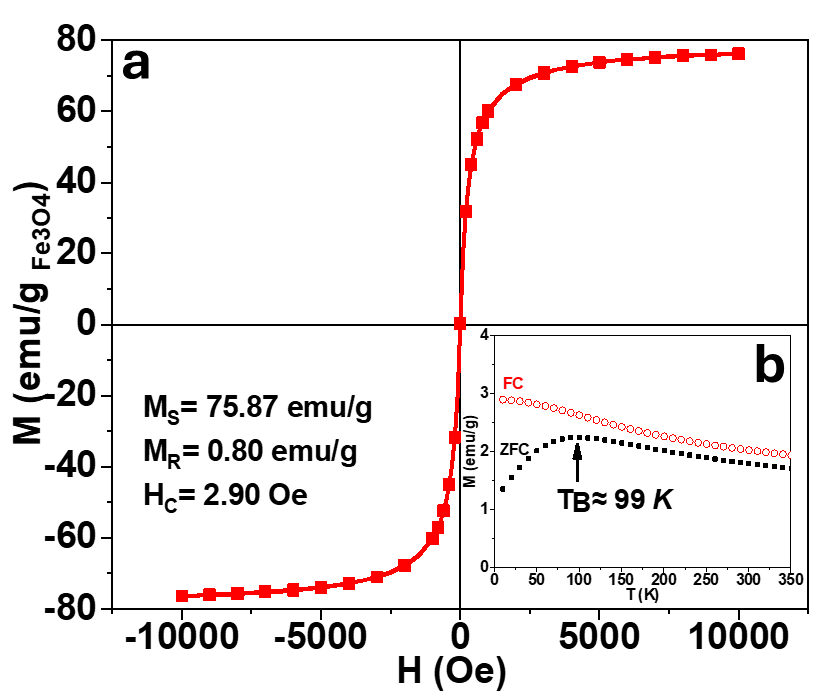 a
80
60
40
20
0
-20
-40
-60
-80
M (emu/g Fe3O4)
-10000 -5000 0 5000 10000
H (Oe)
MS= 75.87 emu/g
MR= 0.80 emu/g
HC= 2.90 Oe
b
4
3
2
1
0
M (emu/g)
FC
ZFC
TB≈ 99 K
0 50 100 150 200 250 300 350
T (K)